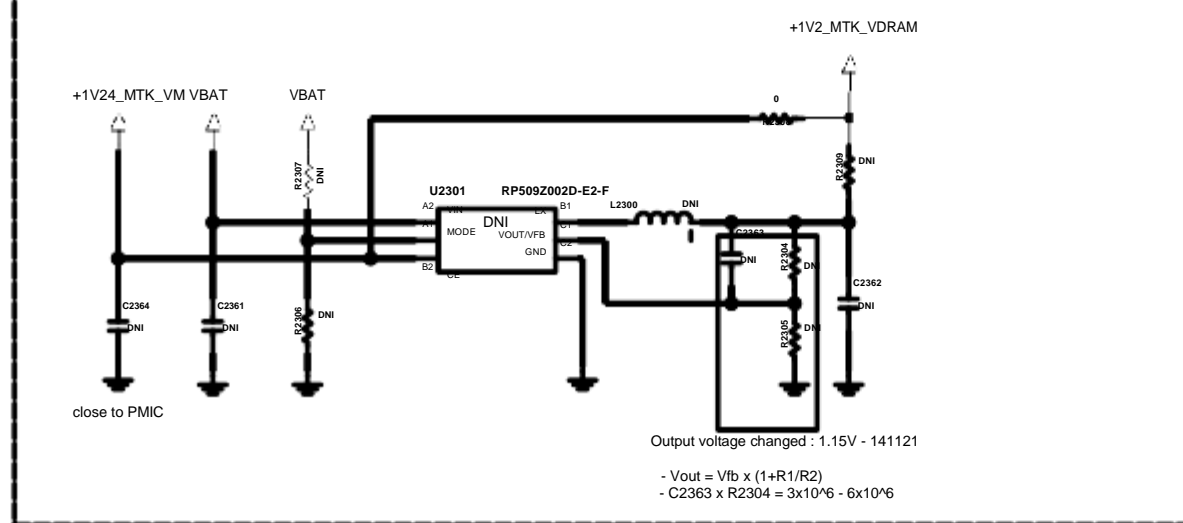 +1V2_MTK_VDRAM
+1V24_MTK_VM VBAT
VBAT
0
R2307
DNI
R2309
DNI
U2301
RP509Z002D-E2-F
A2
B1
L2300
DNI
VIN
LX
A1
DNI
C1
MODE
VOUT/VFB
C2
GND
B2
CE
C2363
DNI
R2304
DNI
C2364
DNI
C2361
DNI
R2306
DNI
R2305
DNI
C2362
DNI
close to PMIC
Output voltage changed : 1.15V - 141121
- Vout = Vfb x (1+R1/R2)
- C2363 x R2304 = 3x10^6 - 6x10^6